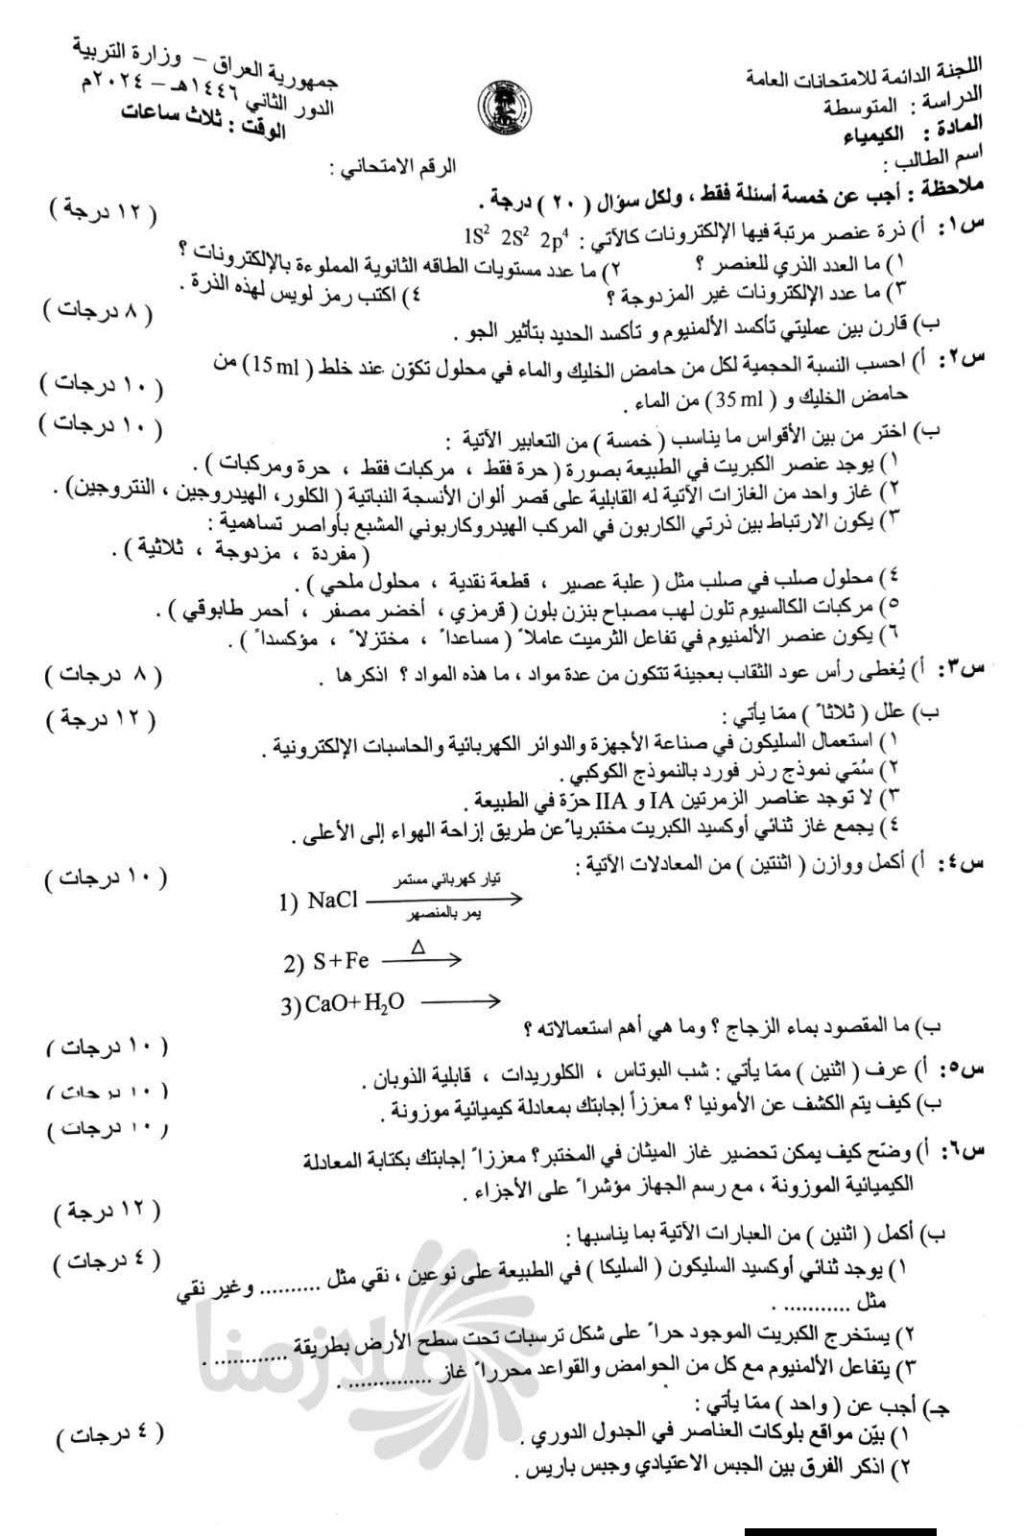 اللجنة الدائمة للامتحانات العامة
الدراسة : المتوسطة
المادة : الكيمياء
اسم الطالب :
جمهورية العراق – وزارة التربية
الدور الثاني ١٤٤٦هـ – ٢٠٢٤م
الوقت : ثلاث ساعات
الرقم الامتحاني :
ملاحظة : أجب عن خمسة أسئلة فقط ، ولكل سؤال ( ٢٠ ) درجة .
س١: أ) ذرة عنصر مرتبة فيها الإلكترونات كالآتي : 1S² 2S² 2p⁴ ( ١٢ درجة )
١) ما العدد الذري للعنصر ؟ ٢) ما عدد مستويات الطاقه الثانوية المملوءة بالإلكترونات ؟
٣) ما عدد الإلكترونات غير المزدوجة ؟ ٤) اكتب رمز لويس لهذه الذرة .
ب) قارن بين عمليتي تأكسد الألمنيوم و تأكسد الحديد بتأثير الجو . ( ٨ درجات )
س٢: أ) احسب النسبة الحجمية لكل من حامض الخليك والماء في محلول تكوّن عند خلط ( 15 ml ) من
حامض الخليك و ( 35 ml ) من الماء . ( ١٠ درجات )
ب) اختر من بين الأقواس ما يناسب ( خمسة ) من التعابير الآتية : ( ١٠ درجات )
١) يوجد عنصر الكبريت في الطبيعة بصورة ( حرة فقط ، مركبات فقط ، حرة ومركبات ) .
٢) غاز واحد من الغازات الآتية له القابلية على قصر ألوان الأنسجة النباتية ( الكلور، الهيدروجين ، النتروجين) .
٣) يكون الارتباط بين ذرتي الكاربون في المركب الهيدروكاربوني المشبع بأواصر تساهمية :
( مفردة ، مزدوجة ، ثلاثية ) .
٤) محلول صلب في صلب مثل ( علبة عصير ، قطعة نقدية ، محلول ملحي ) .
٥) مركبات الكالسيوم تلون لهب مصباح بنزن بلون ( قرمزي ، أخضر مصفر ، أحمر طابوقي ) .
٦) يكون عنصر الألمنيوم في تفاعل الثرميت عاملاً ( مساعداً ، مختزلاً ، مؤكسداً ) .
س٣: أ) يُغطى رأس عود الثقاب بعجينة تتكون من عدة مواد ، ما هذه المواد ؟ اذكرها . ( ٨ درجات )
ب) علل ( ثلاثاً ) ممّا يأتي : ( ١٢ درجة )
١) استعمال السليكون في صناعة الأجهزة والدوائر الكهربائية والحاسبات الإلكترونية .
٢) سُمّي نموذج رذر فورد بالنموذج الكوكبي .
٣) لا توجد عناصر الزمرتين IA و IIA حرّة في الطبيعة .
٤) يجمع غاز ثنائي أوكسيد الكبريت مختبرياً عن طريق إزاحة الهواء إلى الأعلى .
س٤: أ) أكمل ووازن ( اثنتين ) من المعادلات الآتية : ( ١٠ درجات )
تيار كهربائي مستمر
1) NaCl ⟶
يمر بالمنصهر
Δ
2) S+Fe ⟶
3)CaO+H₂O ⟶
ب) ما المقصود بماء الزجاج ؟ وما هي أهم استعمالاته ؟ ( ١٠ درجات )
س٥: أ) عرف ( اثنين ) ممّا يأتي : شب البوتاس ، الكلوريدات ، قابلية الذوبان . ( ١٠ درجات )
ب) كيف يتم الكشف عن الأمونيا ؟ معززاً إجابتك بمعادلة كيميائية موزونة . ( ١٠ درجات )
س٦: أ) وضّح كيف يمكن تحضير غاز الميثان في المختبر؟ معززاً إجابتك بكتابة المعادلة
الكيميائية الموزونة ، مع رسم الجهاز مؤشراً على الأجزاء . ( ١٢ درجة )
ب) أكمل ( اثنين ) من العبارات الآتية بما يناسبها : ( ٤ درجات )
١) يوجد ثنائي أوكسيد السليكون ( السليكا ) في الطبيعة على نوعين ، نقي مثل .......... وغير نقي
مثل ........... .
٢) يستخرج الكبريت الموجود حراً على شكل ترسبات تحت سطح الأرض بطريقة ............ .
٣) يتفاعل الألمنيوم مع كل من الحوامض والقواعد محرراً غاز .............. .
جـ) أجب عن ( واحد ) ممّا يأتي : ( ٤ درجات )
١) بيّن مواقع بلوكات العناصر في الجدول الدوري .
٢) اذكر الفرق بين الجبس الاعتيادي وجبس باريس .
ملازمنا